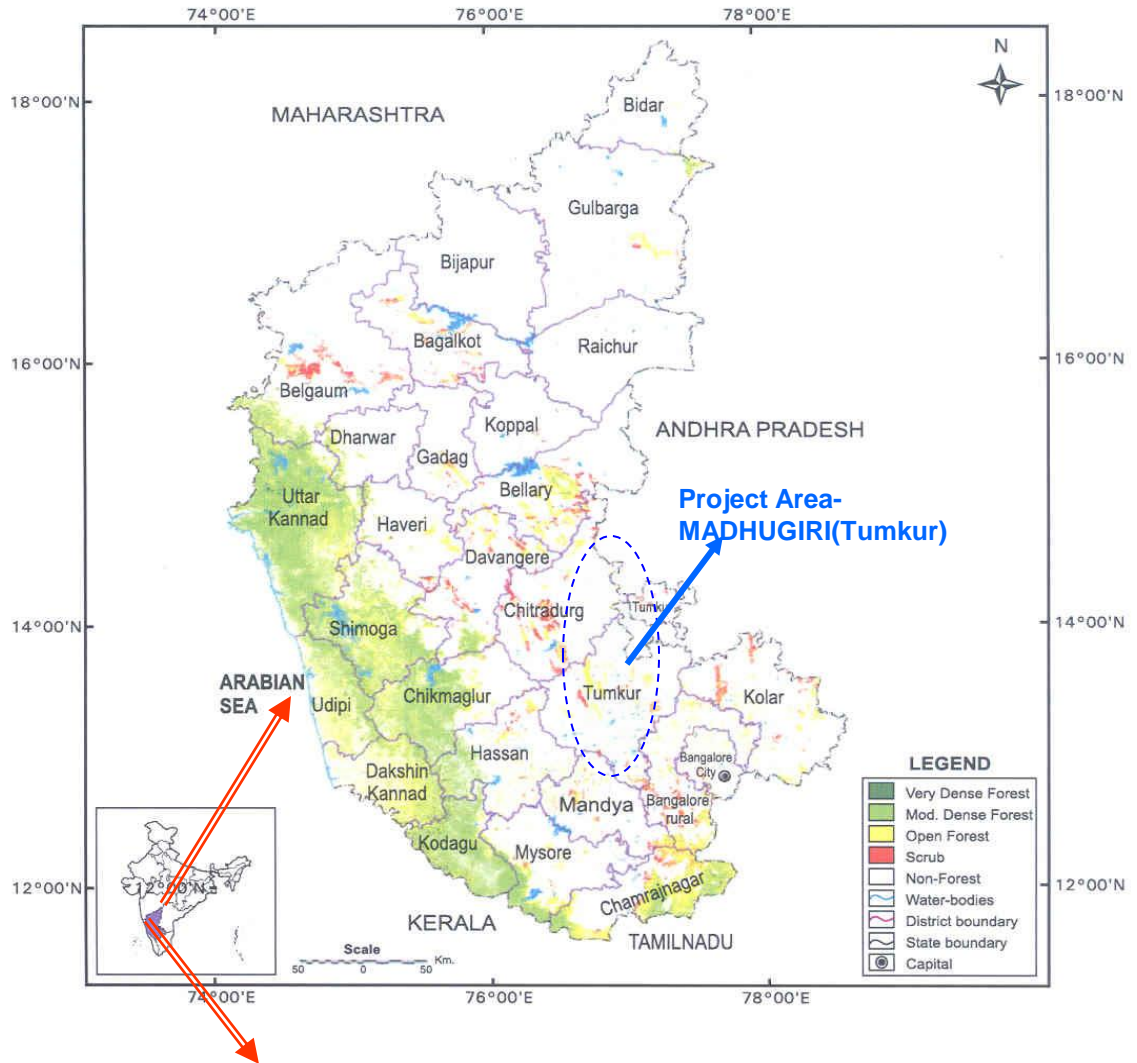 74°00'E
76°00'E
78°00'E
N
18°00'N
18°00'N
MAHARASHTRA
Bidar
Gulbarga
Bijapur
Bagalkot
Raichur
16°00'N
16°00'N
Belgaum
Koppal
Dharwar
Gadag
ANDHRA PRADESH
Bellary
Uttar
Kannad
Haveri
Project Area-
MADHUGIRI(Tumkur)
Davangere
Chitradurg
Tumkur
14°00'N
14°00'N
Shimoga
ARABIAN
SEA
Udipi
Chikmaglur
Tumkur
Kolar
Hassan
Bangalore
City
Dakshin
Kannad
Mandya
Bangalore
rural
Kodagu
Mysore
12°00'N
12°00'N
Chamrajnagar
KERALA
TAMILNADU
LEGEND
Very Dense Forest
Mod. Dense Forest
Open Forest
Scrub
Non-Forest
Water-bodies
District boundary
State boundary
Capital
12°00'N
Scale
50 0 50 Km.
74°00'E
76°00'E
78°00'E